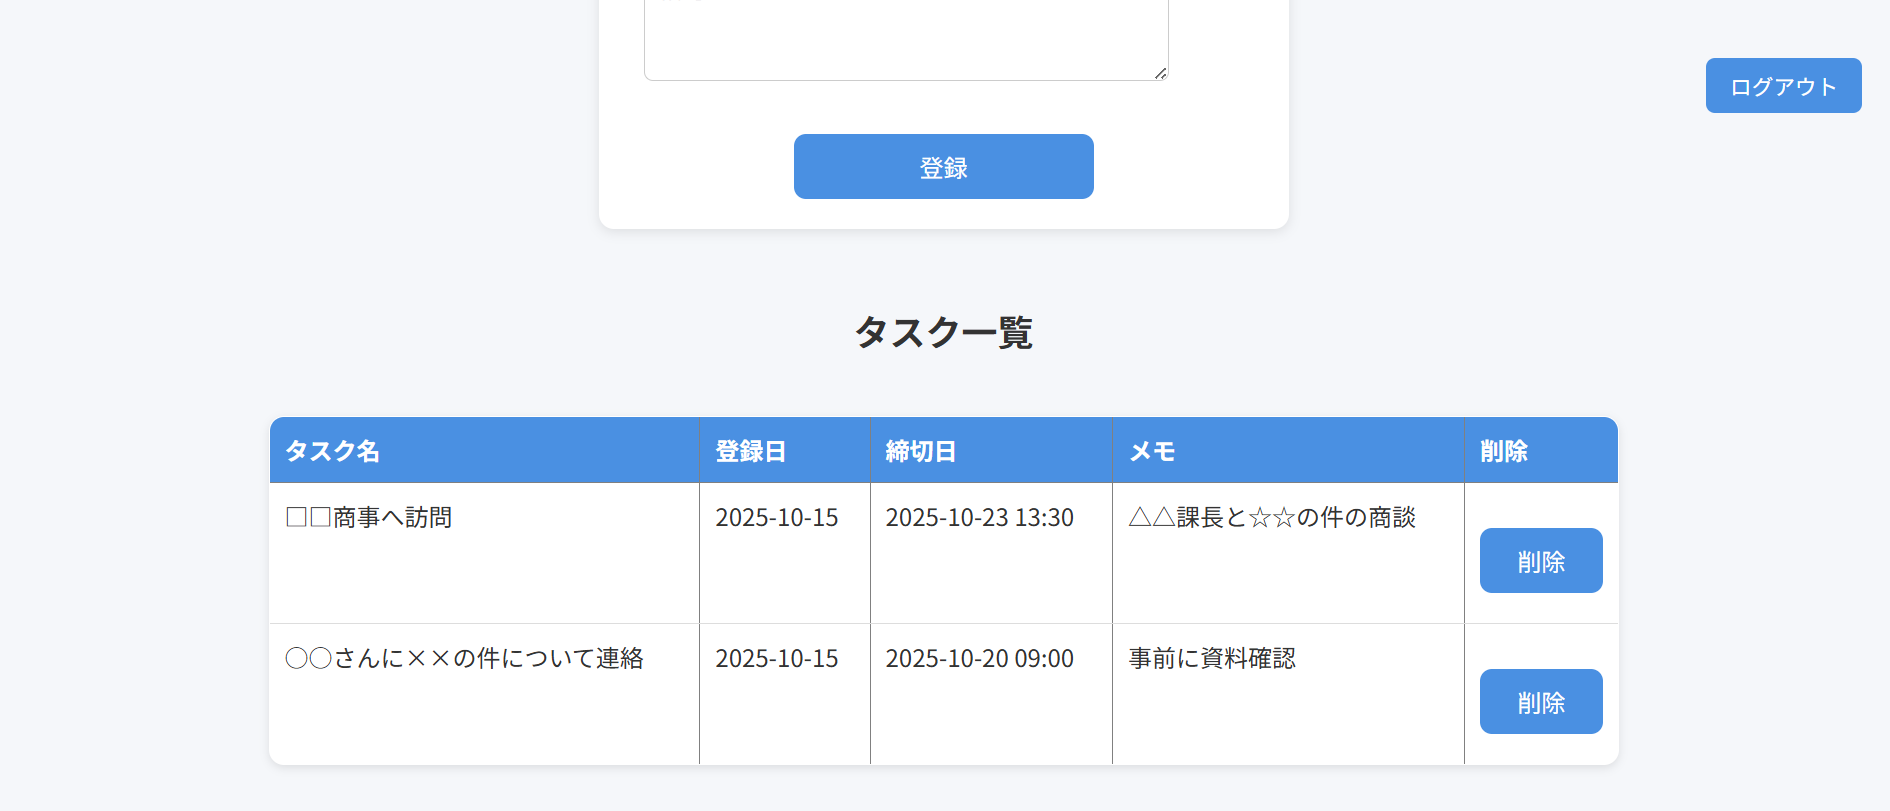 ログアウト
登録
タスク一覧
タスク名 登録日 締切日 メモ 削除
□□商事へ訪問 2025-10-15 2025-10-23 13:30 △△課長と☆☆の件の商談 削除
○○さんに××の件について連絡 2025-10-15 2025-10-20 09:00 事前に資料確認 削除